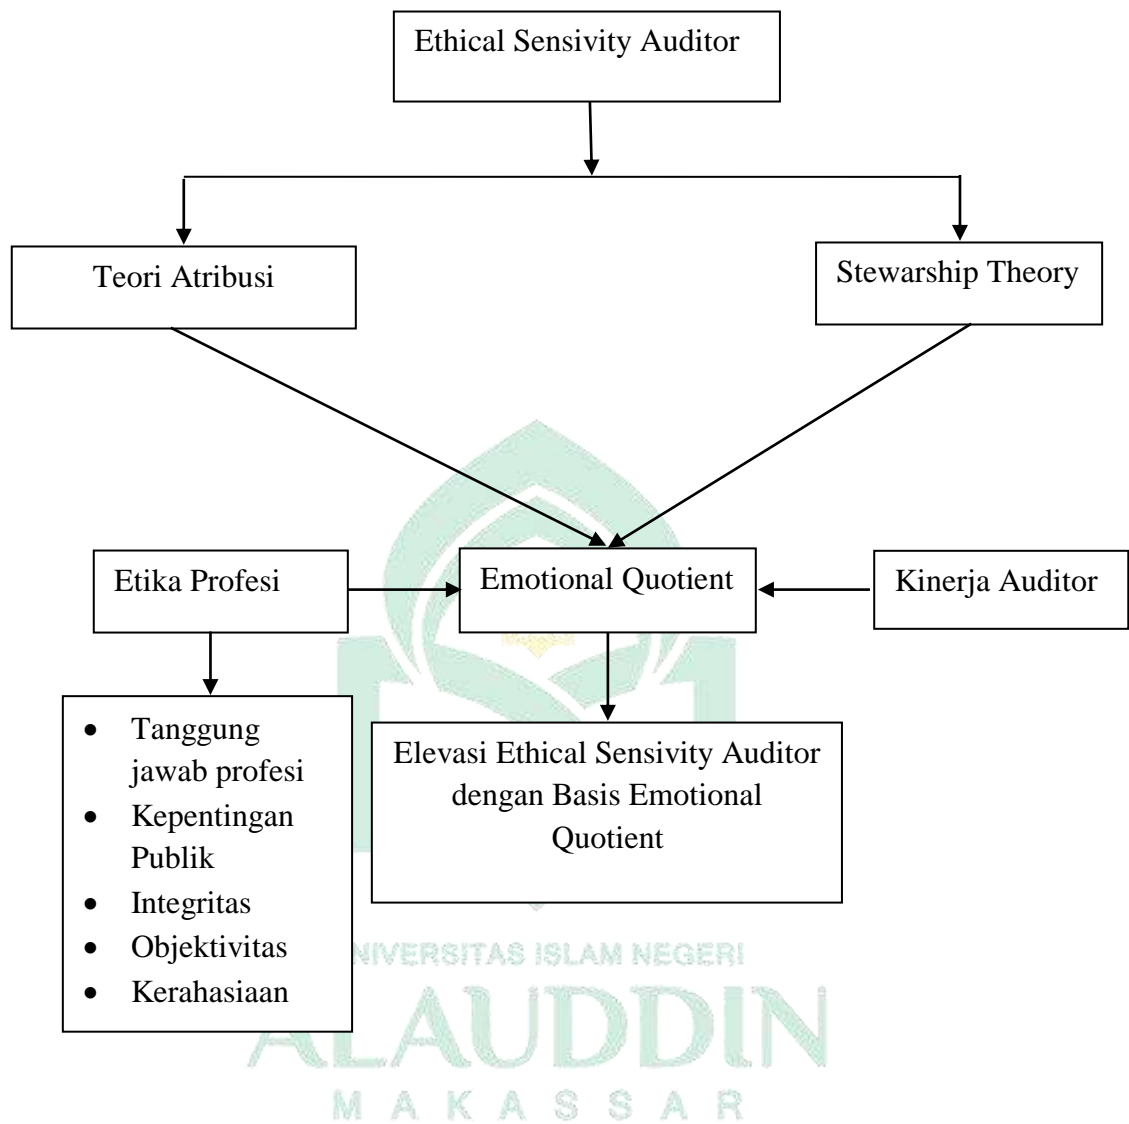 Ethical Sensivity Auditor
Teori Atribusi
Stewarship Theory
Etika Profesi
Emotional Quotient
Kinerja Auditor
• Tanggung
jawab profesi
• Kepentingan
Publik
• Integritas
• Objektivitas
• Kerahasiaan
Elevasi Ethical Sensivity Auditor
dengan Basis Emotional
Quotient
NIVERSITAS ISLAM NEGERI
ALAUDDIN
MAKASSAR